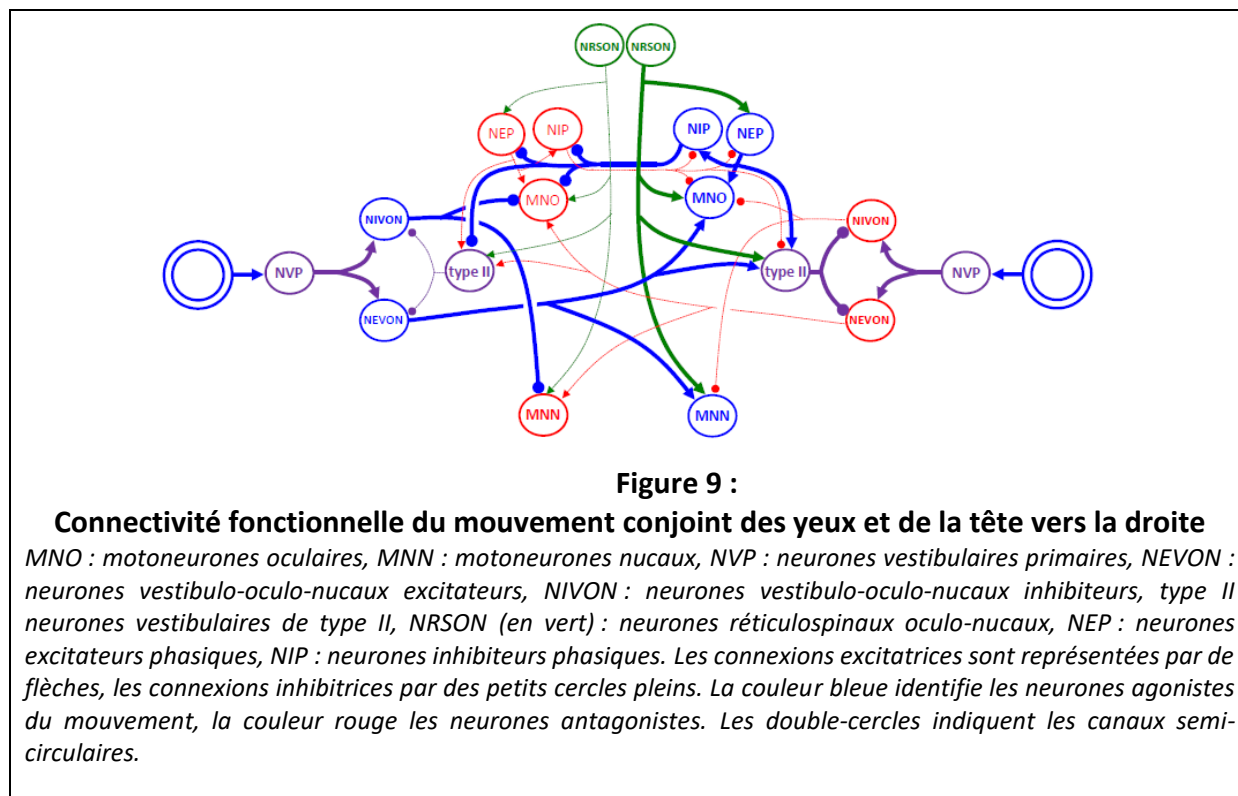 NRSON NRSON
NEP NIP NIP NEP
MNO MNO
NIVON NIVON
NVP type II type II NVP
NEVON NEVON
MNN MNN
Figure 9 :
Connectivité fonctionnelle du mouvement conjoint des yeux et de la tête vers la droite
MNO : motoneurones oculaires, MNN : motoneurones nucaux, NVP : neurones vestibulaires primaires, NEVON :
neurones vestibulo-oculo-nucaux excitateurs, NIVON : neurones vestibulo-oculo-nucaux inhibiteurs, type II
neurones vestibulaires de type II, NRSON (en vert) : neurones réticulospinaux oculo-nucaux, NEP : neurones
excitateurs phasiques, NIP : neurones inhibiteurs phasiques. Les connexions excitatrices sont représentées par de
flèches, les connexions inhibitrices par des petits cercles pleins. La couleur bleue identifie les neurones agonistes
du mouvement, la couleur rouge les neurones antagonistes. Les double-cercles indiquent les canaux semi-
circulaires.